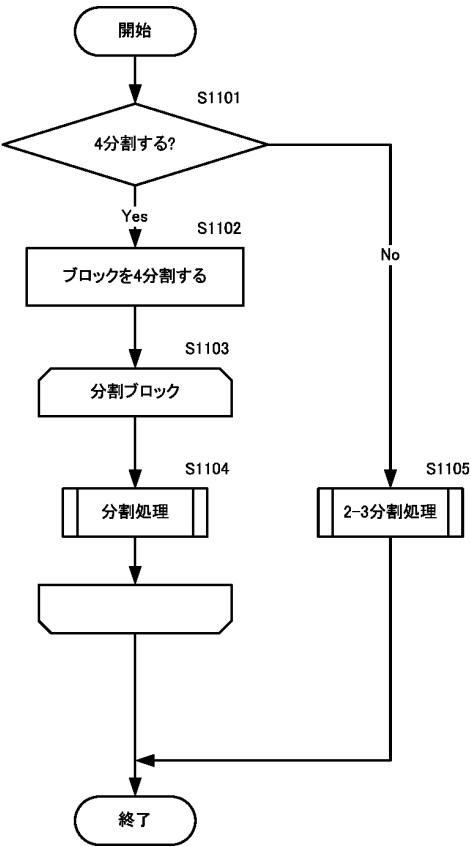 開始
S1101
4分割する?
Yes
S1102
No
ブロックを4分割する
S1103
分割ブロック
S1104
S1105
分割処理
2-3分割処理
終了